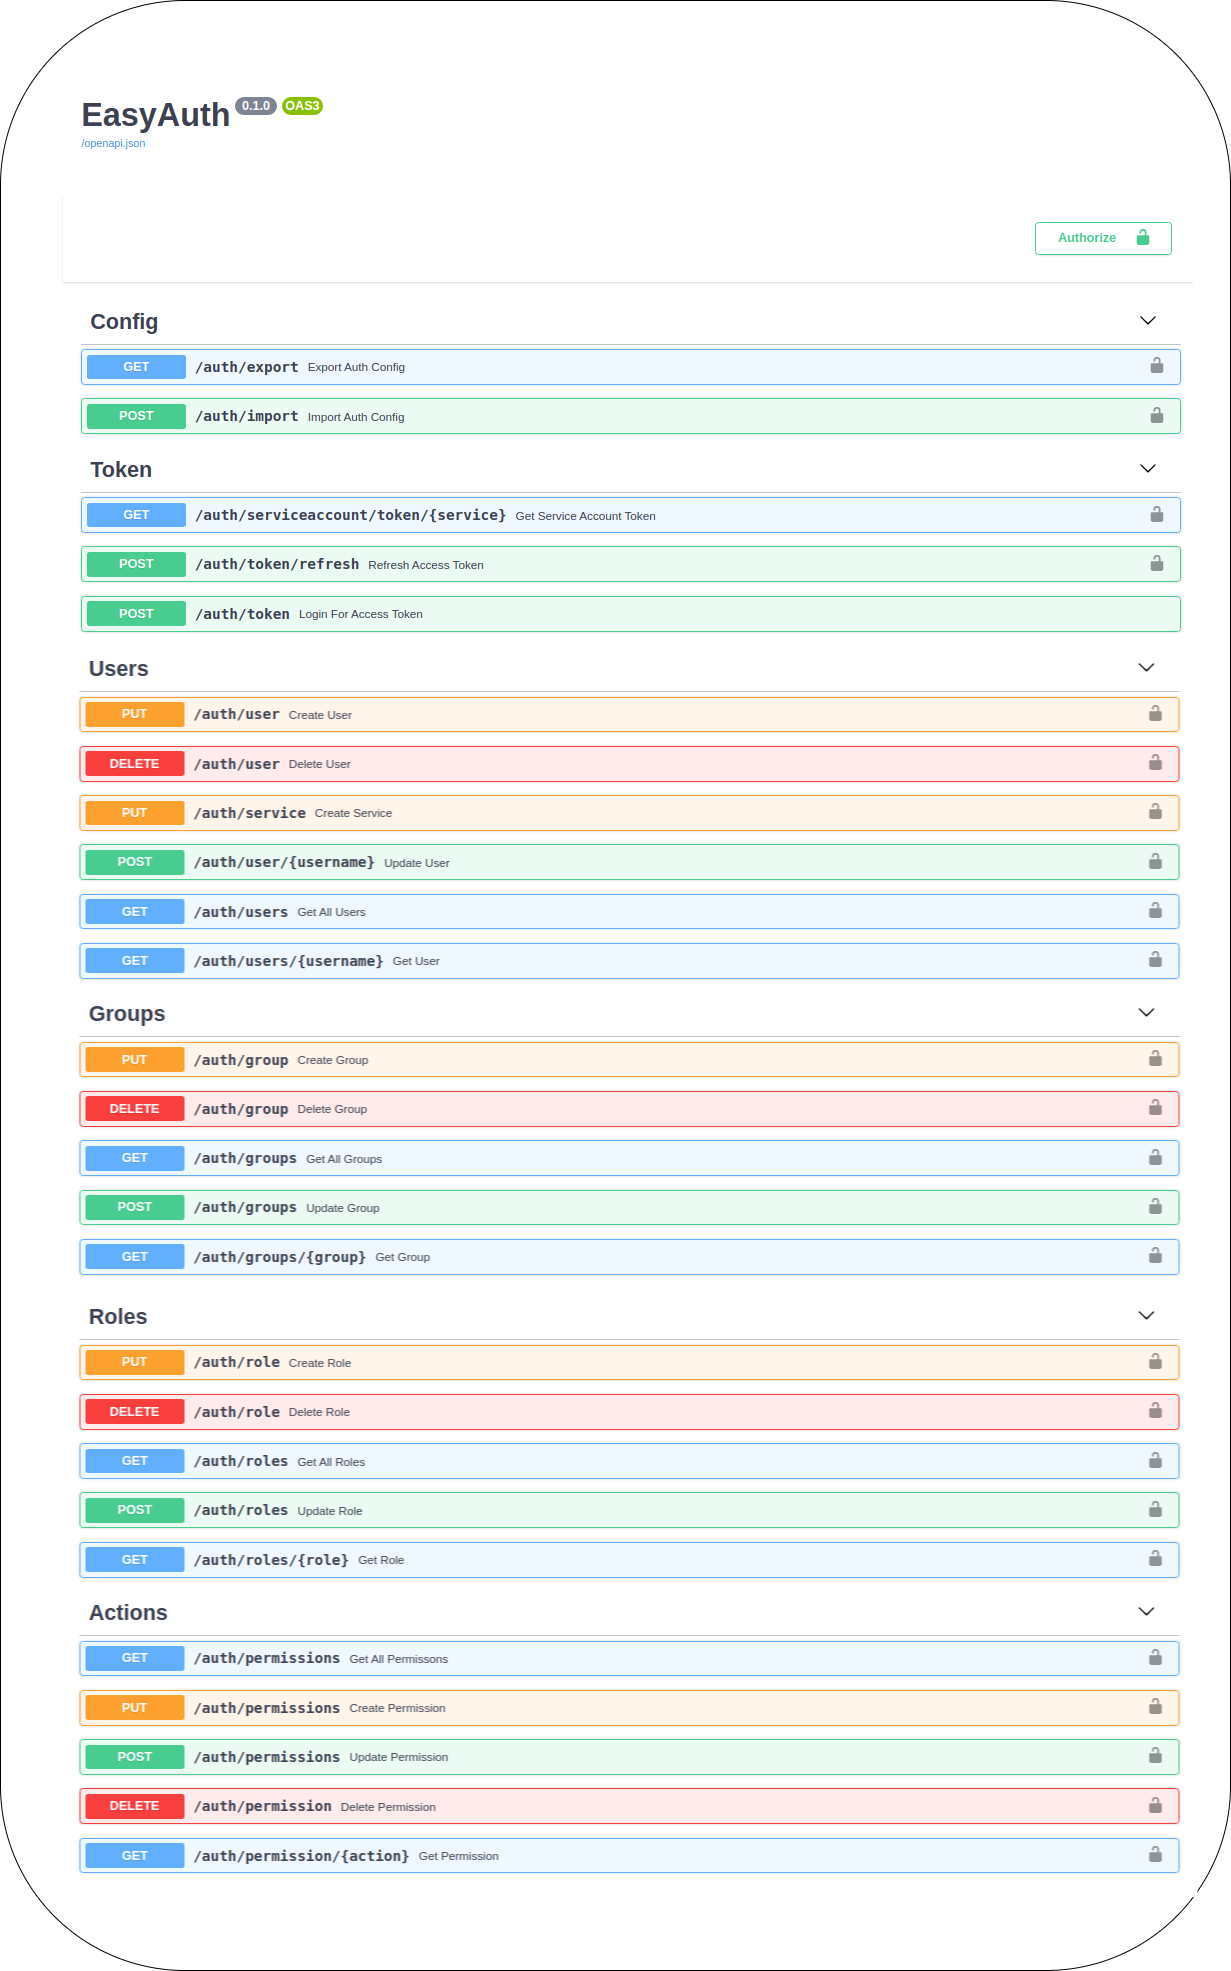 EasyAuth 0.1.0 OAS3
/openapi.json
Authorize
Config
GET /auth/export Export Auth Config
POST /auth/import Import Auth Config
Token
GET /auth/serviceaccount/token/{service} Get Service Account Token
POST /auth/token/refresh Refresh Access Token
POST /auth/token Login For Access Token
Users
PUT /auth/user Create User
DELETE /auth/user Delete User
PUT /auth/service Create Service
POST /auth/user/{username} Update User
GET /auth/users Get All Users
GET /auth/users/{username} Get User
Groups
PUT /auth/group Create Group
DELETE /auth/group Delete Group
GET /auth/groups Get All Groups
POST /auth/groups Update Group
GET /auth/groups/{group} Get Group
Roles
PUT /auth/role Create Role
DELETE /auth/role Delete Role
GET /auth/roles Get All Roles
POST /auth/roles Update Role
GET /auth/roles/{role} Get Role
Actions
GET /auth/permissions Get All Permissons
PUT /auth/permissions Create Permission
POST /auth/permissions Update Permission
DELETE /auth/permission Delete Permission
GET /auth/permission/{action} Get Permission